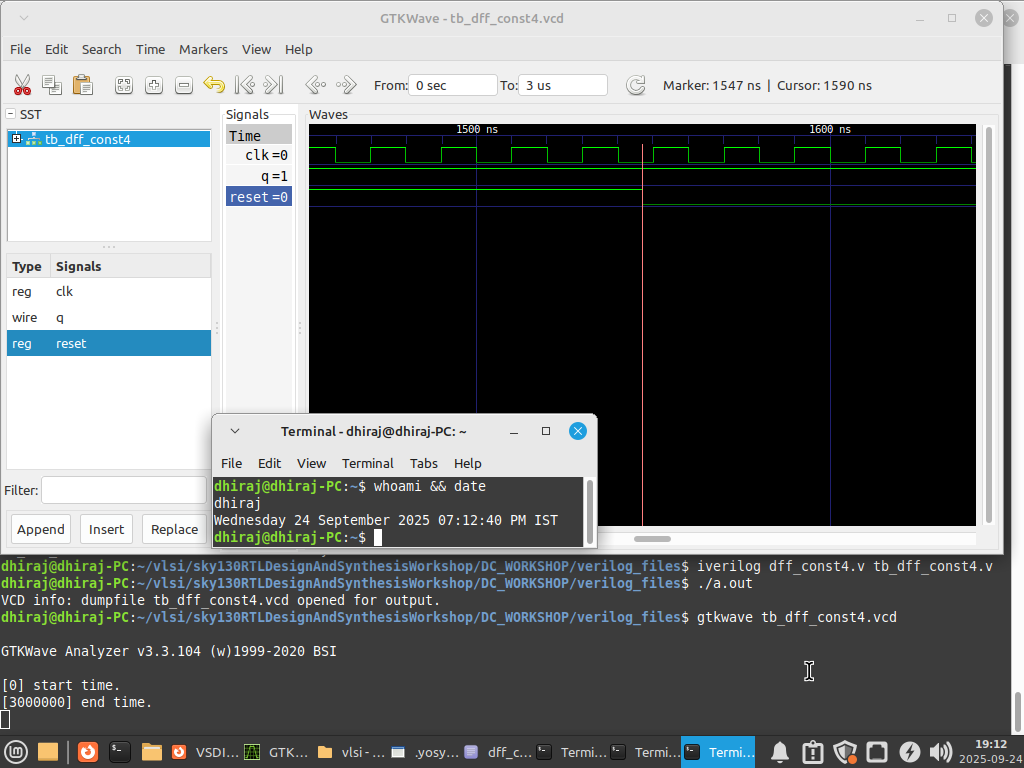 GTKWave - tb_dff_const4.vcd
File Edit Search Time Markers View Help
From: 0 sec To: 3 us Marker: 1547 ns | Cursor: 1590 ns
SST
tb_dff_const4
Type Signals
reg clk
wire q
reg reset
Filter:
Append Insert Replace
Signals
Time
clk =0
q =1
reset =0
Waves
1500 ns 1600 ns
Terminal - dhiraj@dhiraj-PC: ~
File Edit View Terminal Tabs Help
dhiraj@dhiraj-PC:~$ whoami && date
dhiraj
Wednesday 24 September 2025 07:12:40 PM IST
dhiraj@dhiraj-PC:~$
dhiraj@dhiraj-PC:~/vlsi/sky130RTLDesignAndSynthesisWorkshop/DC_WORKSHOP/verilog_files$ iverilog dff_const4.v tb_dff_const4.v
dhiraj@dhiraj-PC:~/vlsi/sky130RTLDesignAndSynthesisWorkshop/DC_WORKSHOP/verilog_files$ ./a.out
VCD info: dumpfile tb_dff_const4.vcd opened for output.
dhiraj@dhiraj-PC:~/vlsi/sky130RTLDesignAndSynthesisWorkshop/DC_WORKSHOP/verilog_files$ gtkwave tb_dff_const4.vcd
GTKWave Analyzer v3.3.104 (w)1999-2020 BSI
[0] start time.
[3000000] end time.
VSDI... GTK... vlsi - ... .yosy... dff_c... Termi... Termi... Termi...
19:12
2025-09-24